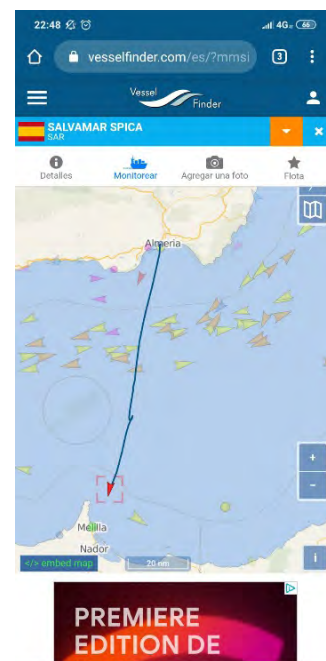 22:48
4G 66
vesselfinder.com/es/?mmsi
3
Vessel Finder
SALVAMAR SPICA
SAR
Detalles
Monitorear
Agregar una foto
Flota
Almeria
+
-
Melilla
Nador
</> embed map
20 nm
i
PREMIERE
EDITION DE